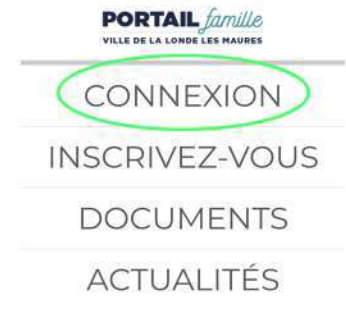 PORTAIL famille
VILLE DE LA LONDE LES MAURES
CONNEXION
INSCRIVEZ-VOUS
DOCUMENTS
ACTUALITÉS